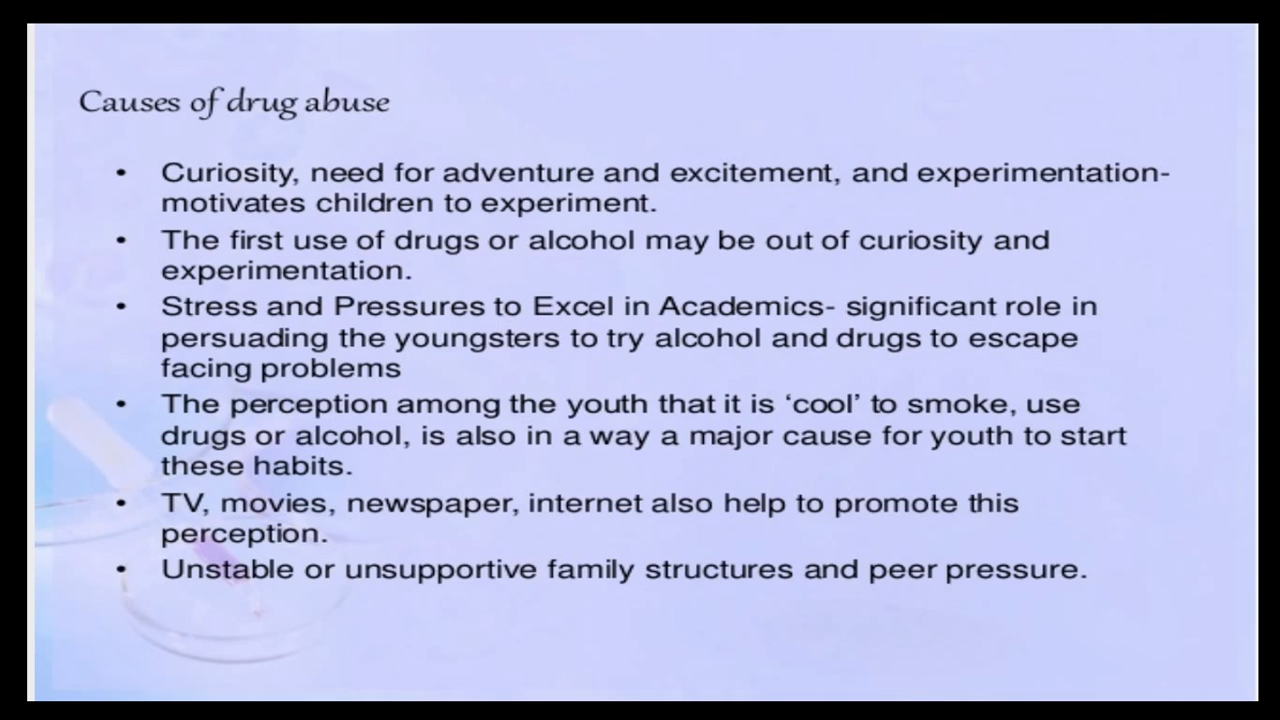 Causes of drug abuse
• Curiosity, need for adventure and excitement, and experimentation-
motivates children to experiment.
• The first use of drugs or alcohol may be out of curiosity and
experimentation.
• Stress and Pressures to Excel in Academics- significant role in
persuading the youngsters to try alcohol and drugs to escape
facing problems
• The perception among the youth that it is ‘cool’ to smoke, use
drugs or alcohol, is also in a way a major cause for youth to start
these habits.
• TV, movies, newspaper, internet also help to promote this
perception.
• Unstable or unsupportive family structures and peer pressure.